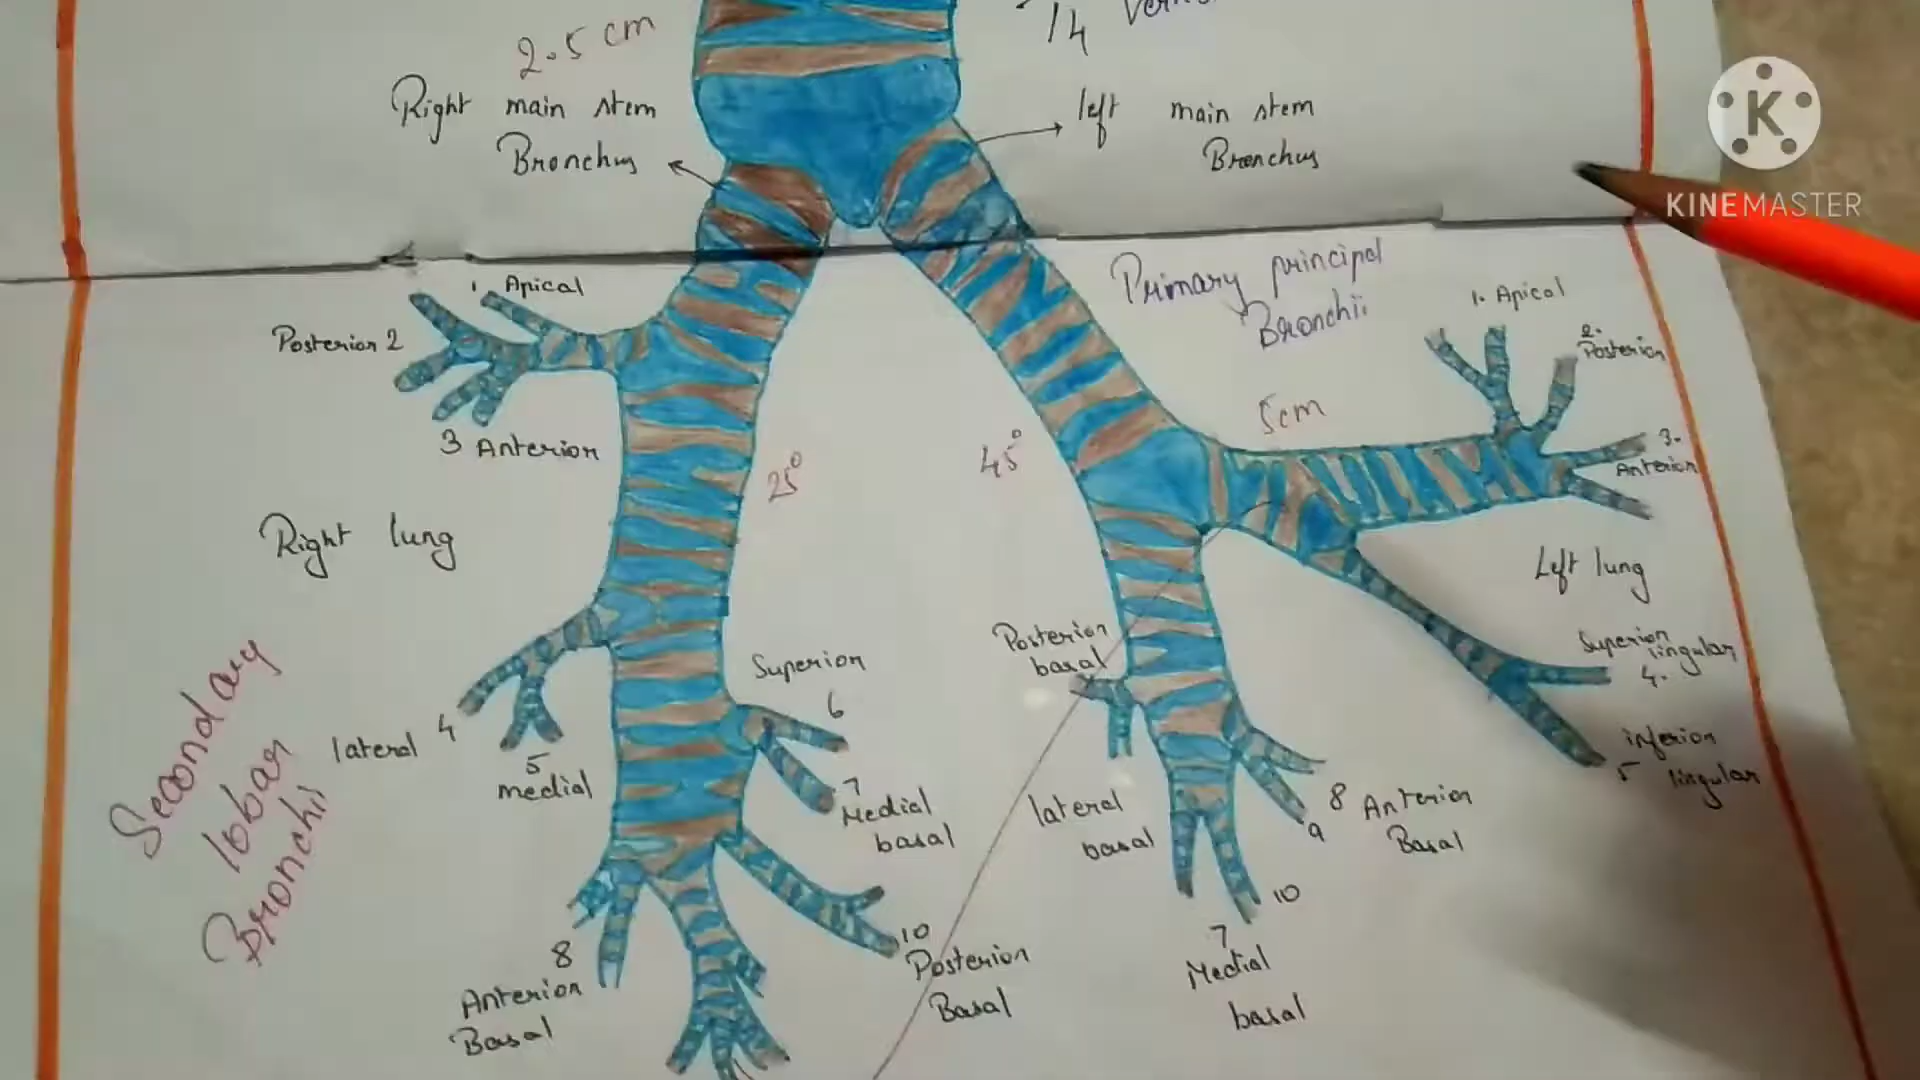 2.5 cm
14
Right main stem
Bronchus
left main stem
Bronchus
K
KINEMASTER
Primary principal
Bronchii
1 Apical
Posterior 2
3 Anterior
1. Apical
2.
Posterior
3.
Anterior
5cm
25°
45°
Right lung
Left lung
Secondary
lobar
Bronchii
lateral 4
5
medial
Superior
6
7
Medial
basal
8
Anterior
Basal
10
Posterior
Basal
Posterior
basal
lateral
basal
8 Anterior
Basal
9
10
7
Medial
basal
Superior
lingular
4.
inferior
5 lingular